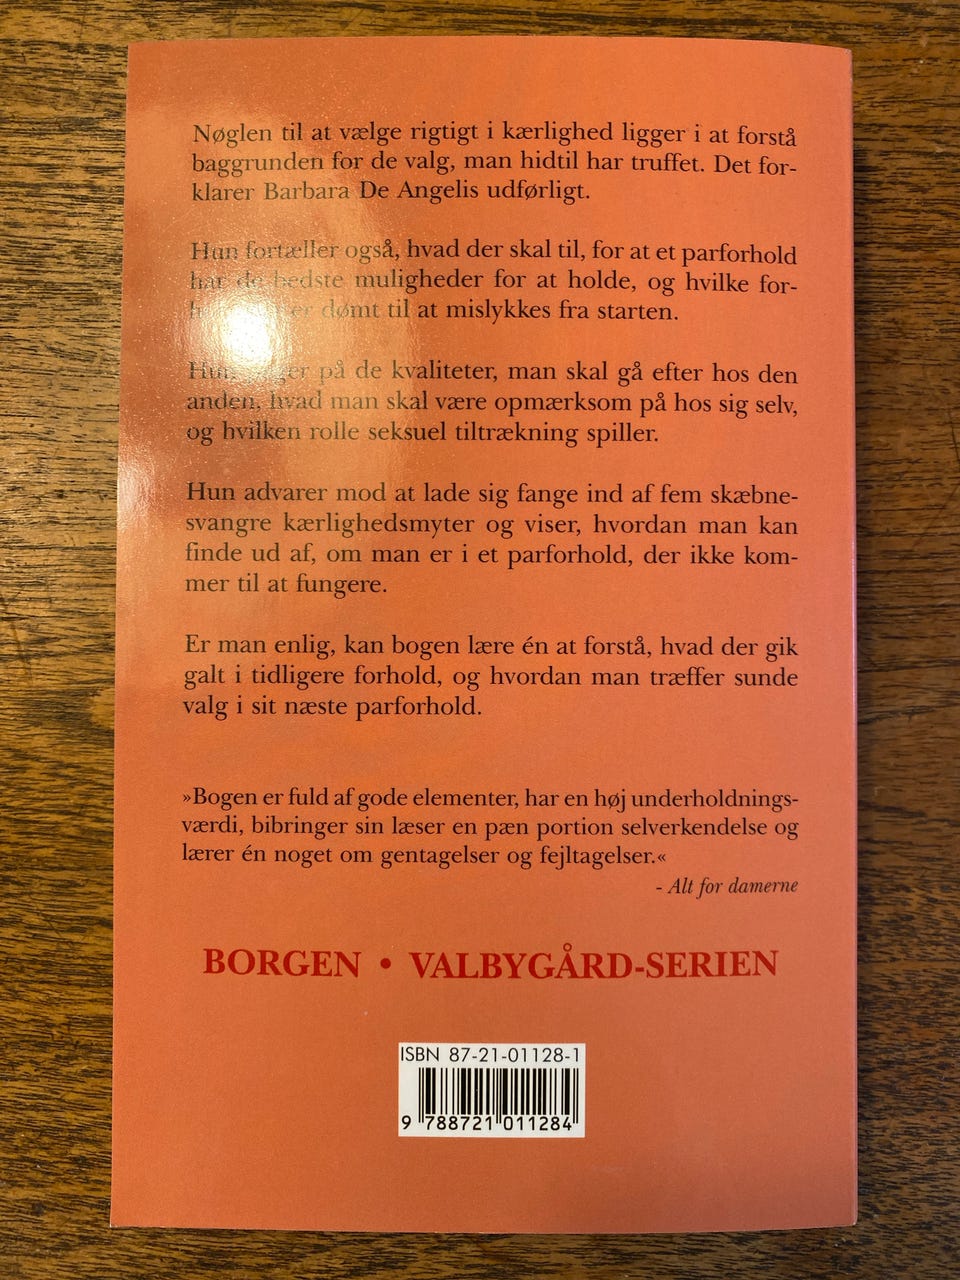 Nøglen til at vælge rigtigt i kærlighed ligger i at forstå
baggrunden for de valg, man hidtil har truffet. Det for-
klarer Barbara De Angelis udførligt.
Hun fortæller også, hvad der skal til, for at et parforhold
har de bedste muligheder for at holde, og hvilke for-
er dømt til at mislykkes fra starten.
Hun på de kvaliteter, man skal gå efter hos den
anden, hvad man skal være opmærksom på hos sig selv,
og hvilken rolle seksuel tiltrækning spiller.
Hun advarer mod at lade sig fange ind af fem skæbne-
svangre kærlighedsmyter og viser, hvordan man kan
finde ud af, om man er i et parforhold, der ikke kom-
mer til at fungere.
Er man enlig, kan bogen lære én at forstå, hvad der gik
galt i tidligere forhold, og hvordan man træffer sunde
valg i sit næste parforhold.
»Bogen er fuld af gode elementer, har en høj underholdnings-
værdi, bibringer sin læser en pæn portion selverkendelse og
lærer én noget om gentagelser og fejltagelser.«
- Alt for damerne
BORGEN • VALBYGÅRD-SERIEN
ISBN 87-21-01128-1
9 788721 011284